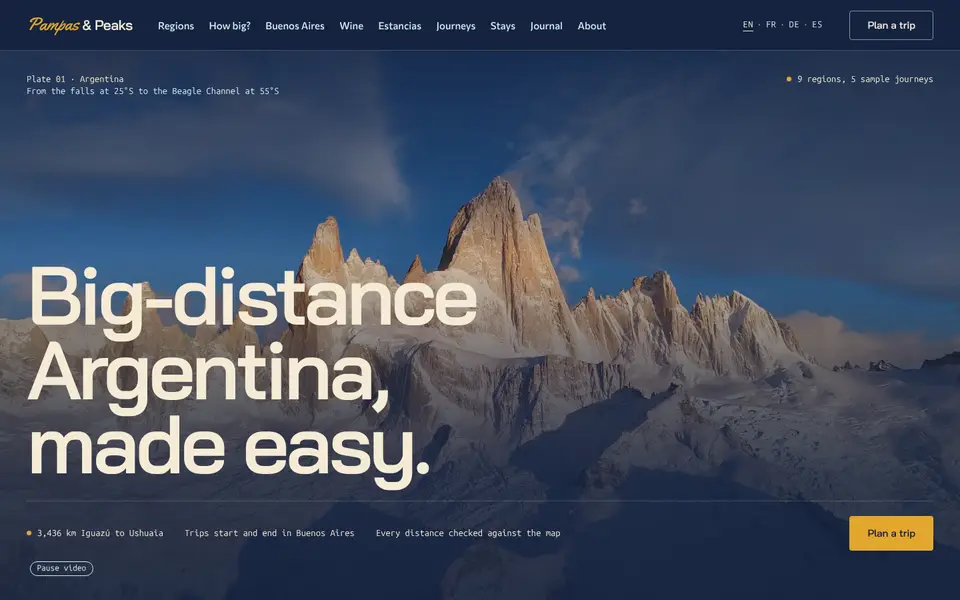 Pampas & Peaks
Regions
How big?
Buenos Aires
Wine
Estancias
Journeys
Stays
Journal
About
EN · FR · DE · ES
Plan a trip
Plate 01 · Argentina
From the falls at 25°S to the Beagle Channel at 55°S
9 regions, 5 sample journeys
Big-distance
Argentina,
made easy.
3,436 km Iguazú to Ushuaia
Trips start and end in Buenos Aires
Every distance checked against the map
Plan a trip
Pause video